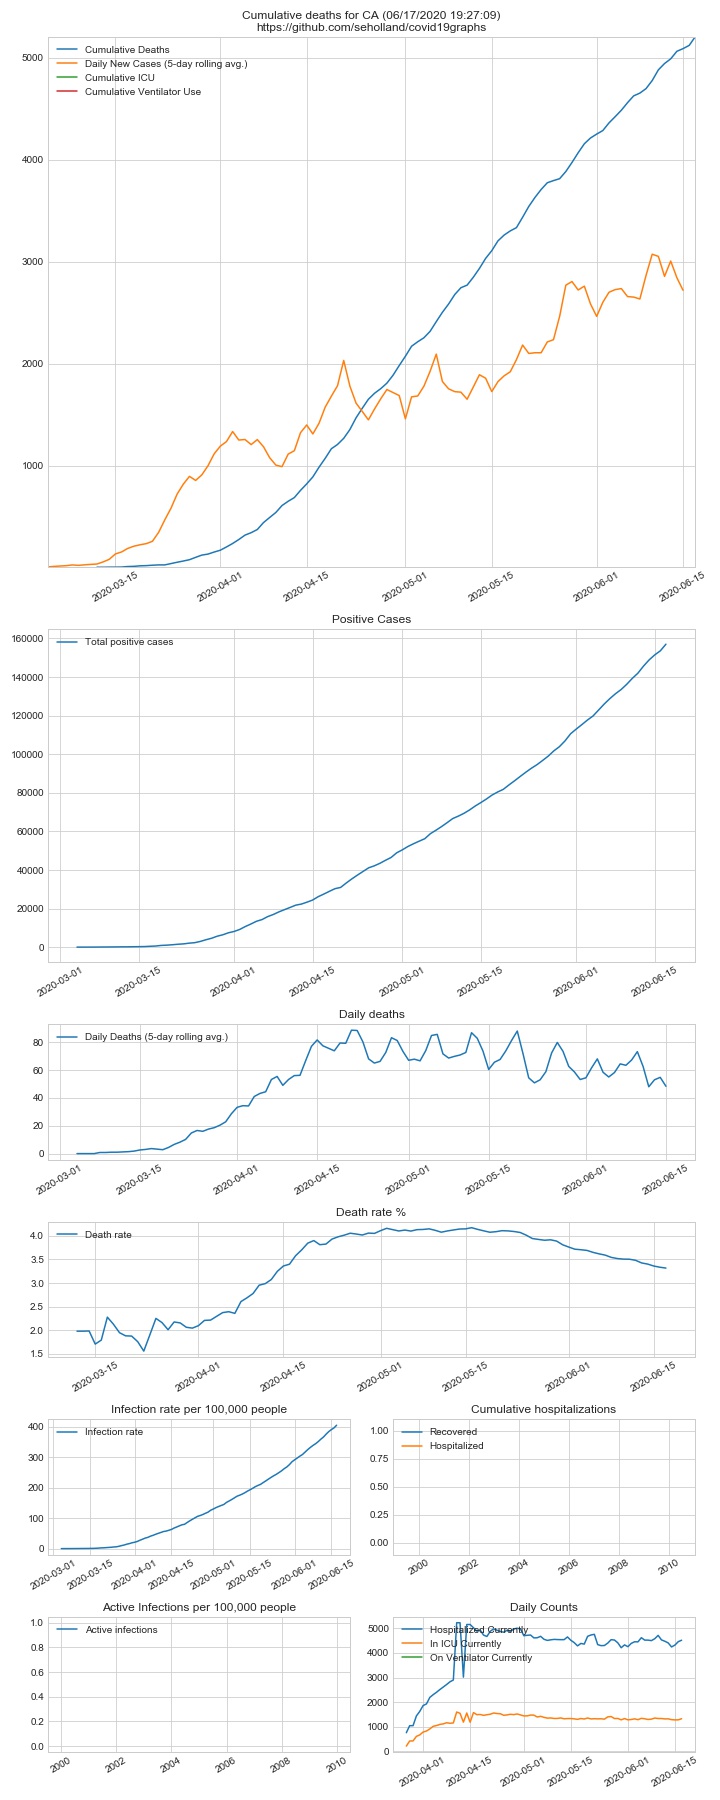 Cumulative deaths for CA (06/17/2020 19:27:09)
https://github.com/seholland/covid19graphs
Cumulative Deaths
Daily New Cases (5-day rolling avg.)
Cumulative ICU
Cumulative Ventilator Use
5000
4000
3000
2000
1000
2020-03-15 2020-04-01 2020-04-15 2020-05-01 2020-05-15 2020-06-01 2020-06-15
Positive Cases
Total positive cases
160000
140000
120000
100000
80000
60000
40000
20000
0
2020-03-01 2020-03-15 2020-04-01 2020-04-15 2020-05-01 2020-05-15 2020-06-01 2020-06-15
Daily deaths
Daily Deaths (5-day rolling avg.)
80
60
40
20
0
2020-03-01 2020-03-15 2020-04-01 2020-04-15 2020-05-01 2020-05-15 2020-06-01 2020-06-15
Death rate %
Death rate
4.0
3.5
3.0
2.5
2.0
1.5
2020-03-15 2020-04-01 2020-04-15 2020-05-01 2020-05-15 2020-06-01 2020-06-15
Infection rate per 100,000 people
Infection rate
400
300
200
100
0
2020-03-01 2020-03-15 2020-04-01 2020-04-15 2020-05-01 2020-05-15 2020-06-01 2020-06-15
Cumulative hospitalizations
Recovered
Hospitalized
1.00
0.75
0.50
0.25
0.00
2000 2002 2004 2006 2008 2010
Active Infections per 100,000 people
Active infections
1.0
0.8
0.6
0.4
0.2
0.0
2000 2002 2004 2006 2008 2010
Daily Counts
Hospitalized Currently
In ICU Currently
On Ventilator Currently
5000
4000
3000
2000
1000
0
2020-04-01 2020-04-15 2020-05-01 2020-05-15 2020-06-01 2020-06-15